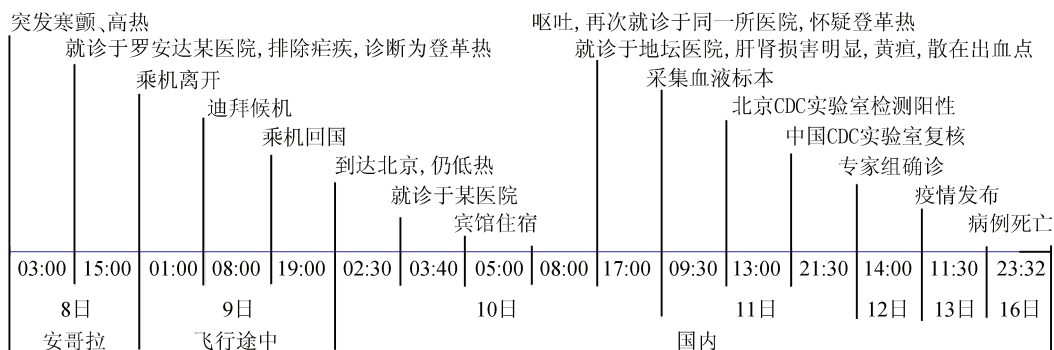 突发寒颤、高热
呕吐,再次就诊于同一所医院,怀疑登革热
就诊于罗安达某医院,排除疟疾,诊断为登革热
就诊于地坛医院,肝肾损害明显,黄疸,散在出血点
乘机离开
采集血液标本
迪拜候机
北京CDC实验室检测阳性
乘机回国
中国CDC实验室复核
到达北京,仍低热
专家组确诊
就诊于某医院
疫情发布
宾馆住宿
病例死亡
03:00 15:00 01:00 08:00 19:00 02:30 03:40 05:00 08:00 17:00 09:30 13:00 21:30 14:00 11:30 23:32
8日 9日 10日 11日 12日 13日 16日
安哥拉 飞行途中 国内